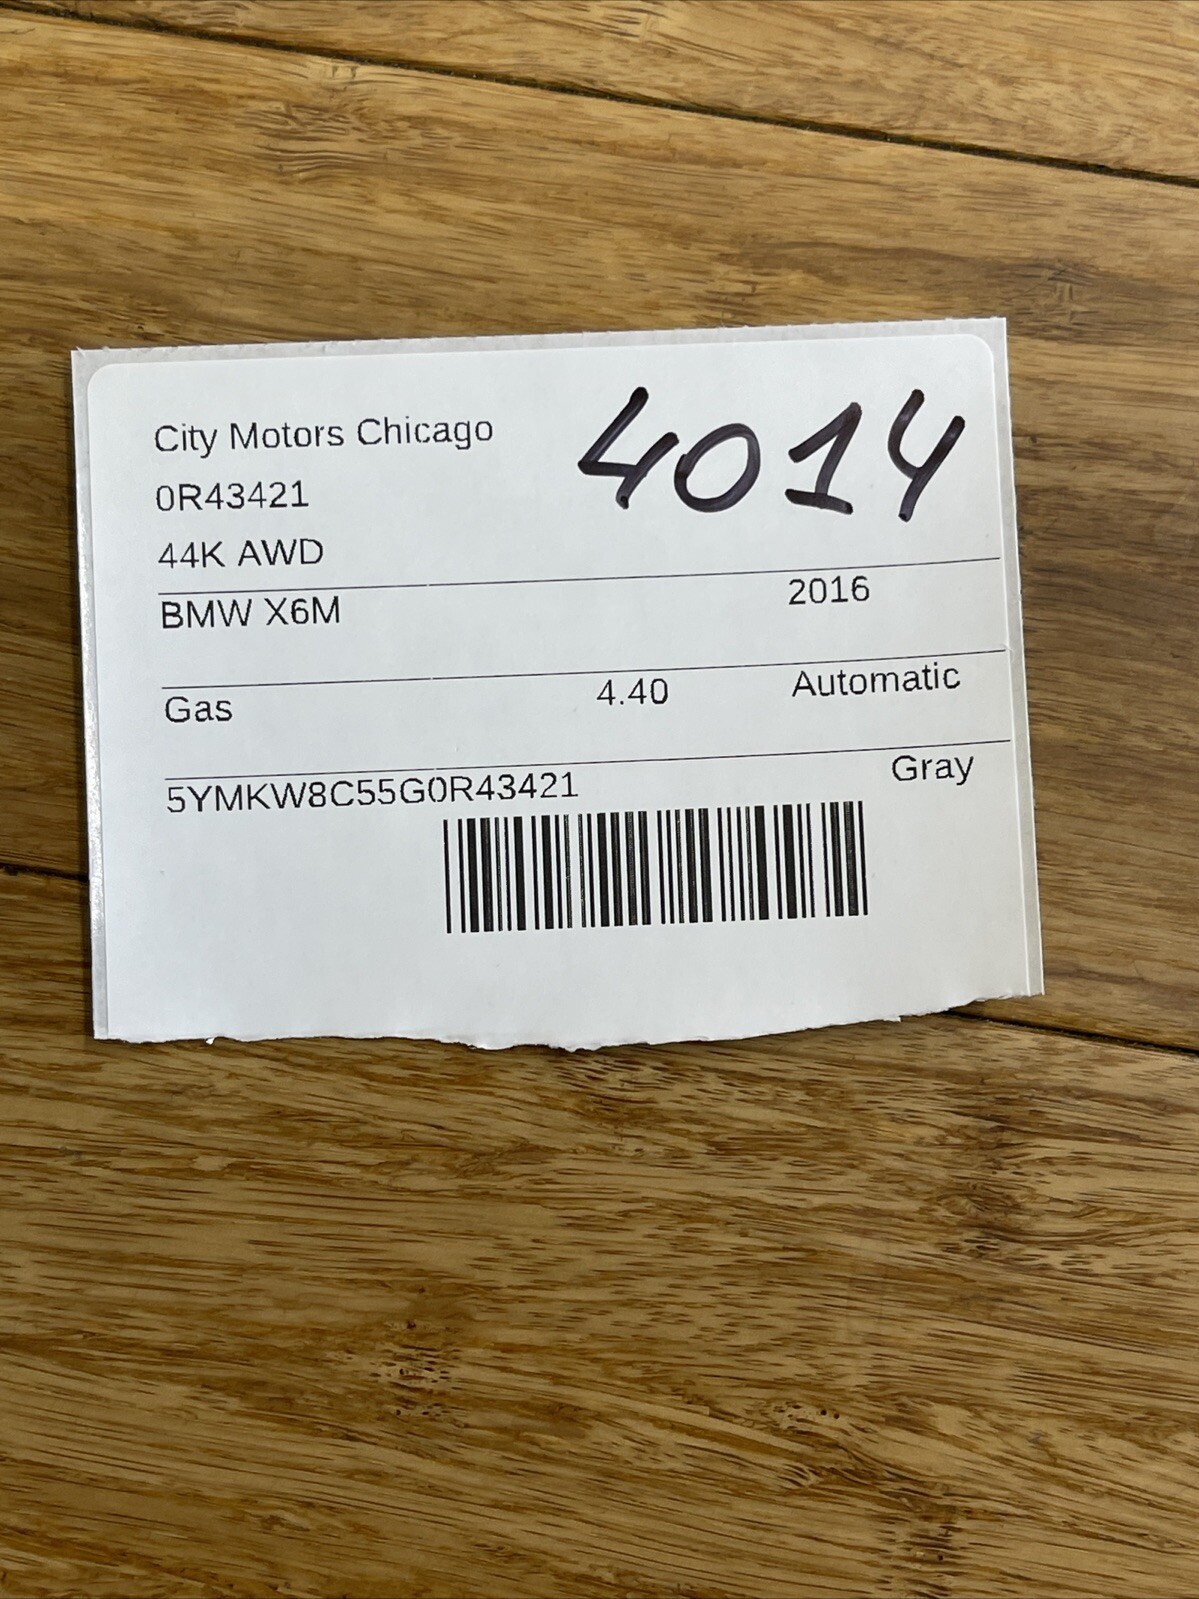 City Motors Chicago
4014
0R43421
44K AWD
BMW X6M 2016
Gas 4.40 Automatic
5YMKW8C55G0R43421 Gray